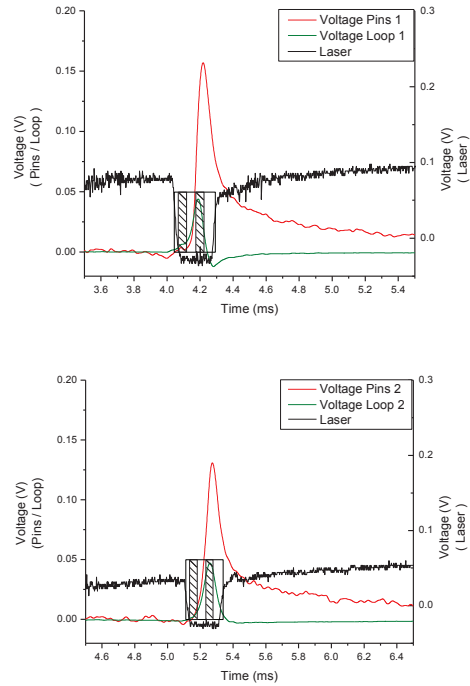 0.20
0.15
0.10
0.05
0.00
Voltage (V)
( Pins / Loop)
0.3
0.2
0.1
0.0
Voltage (V)
( Laser)
Voltage Pins 1
Voltage Loop 1
Laser
3.6 3.8 4.0 4.2 4.4 4.6 4.8 5.0 5.2 5.4
Time (ms)
0.20
0.15
0.10
0.05
0.00
Voltage (V)
(Pins / Loop)
0.3
0.2
0.1
0.0
Voltage (V)
( Laser)
Voltage Pins 2
Voltage Loop 2
Laser
4.6 4.8 5.0 5.2 5.4 5.6 5.8 6.0 6.2 6.4
Time (ms)